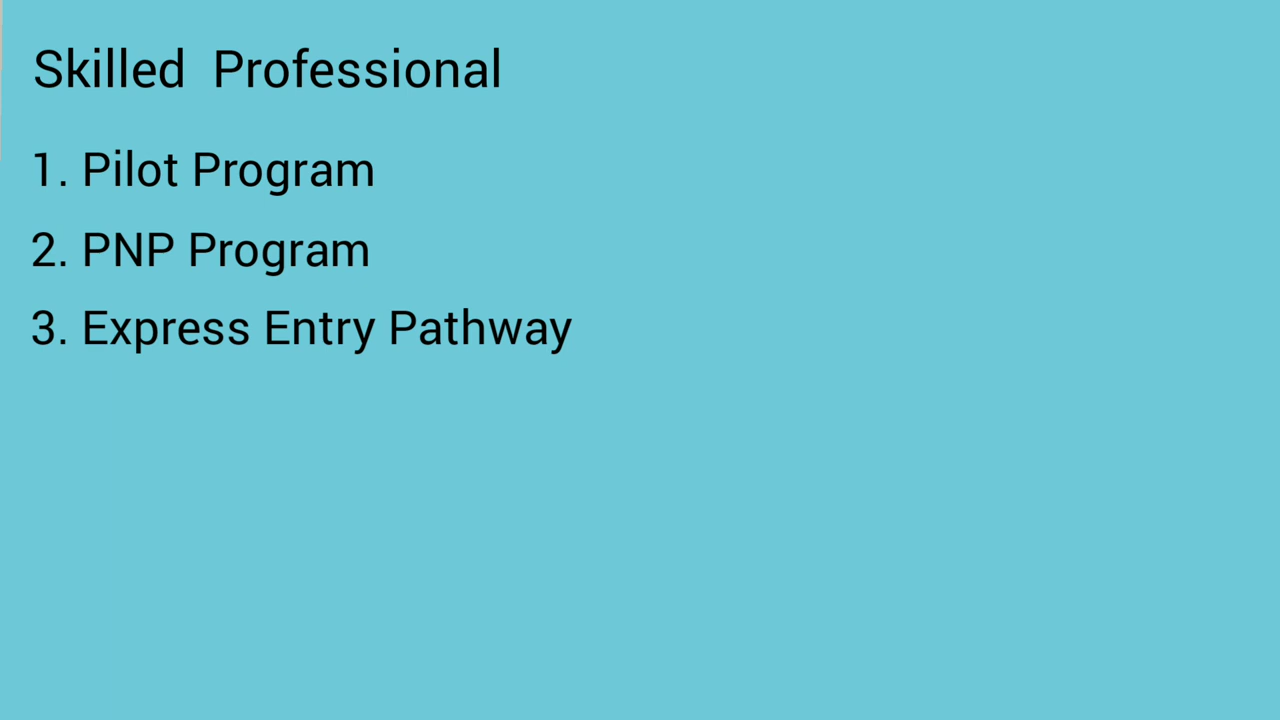 Skilled Professional
1. Pilot Program
2. PNP Program
3. Express Entry Pathway